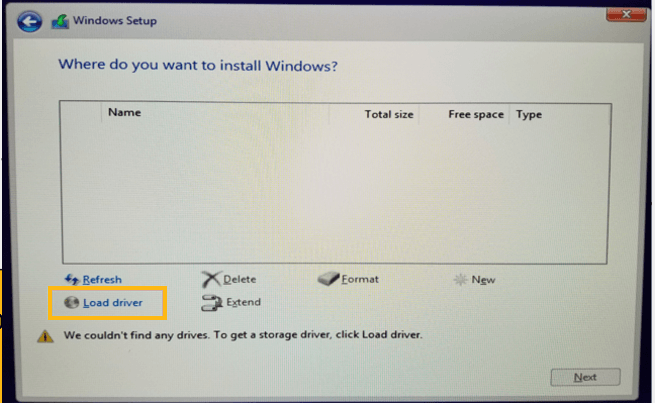 Windows Setup
Where do you want to install Windows?
Name Total size Free space Type
Refresh Delete Format New
Load driver Extend
We couldn't find any drives. To get a storage driver, click Load driver.
Next